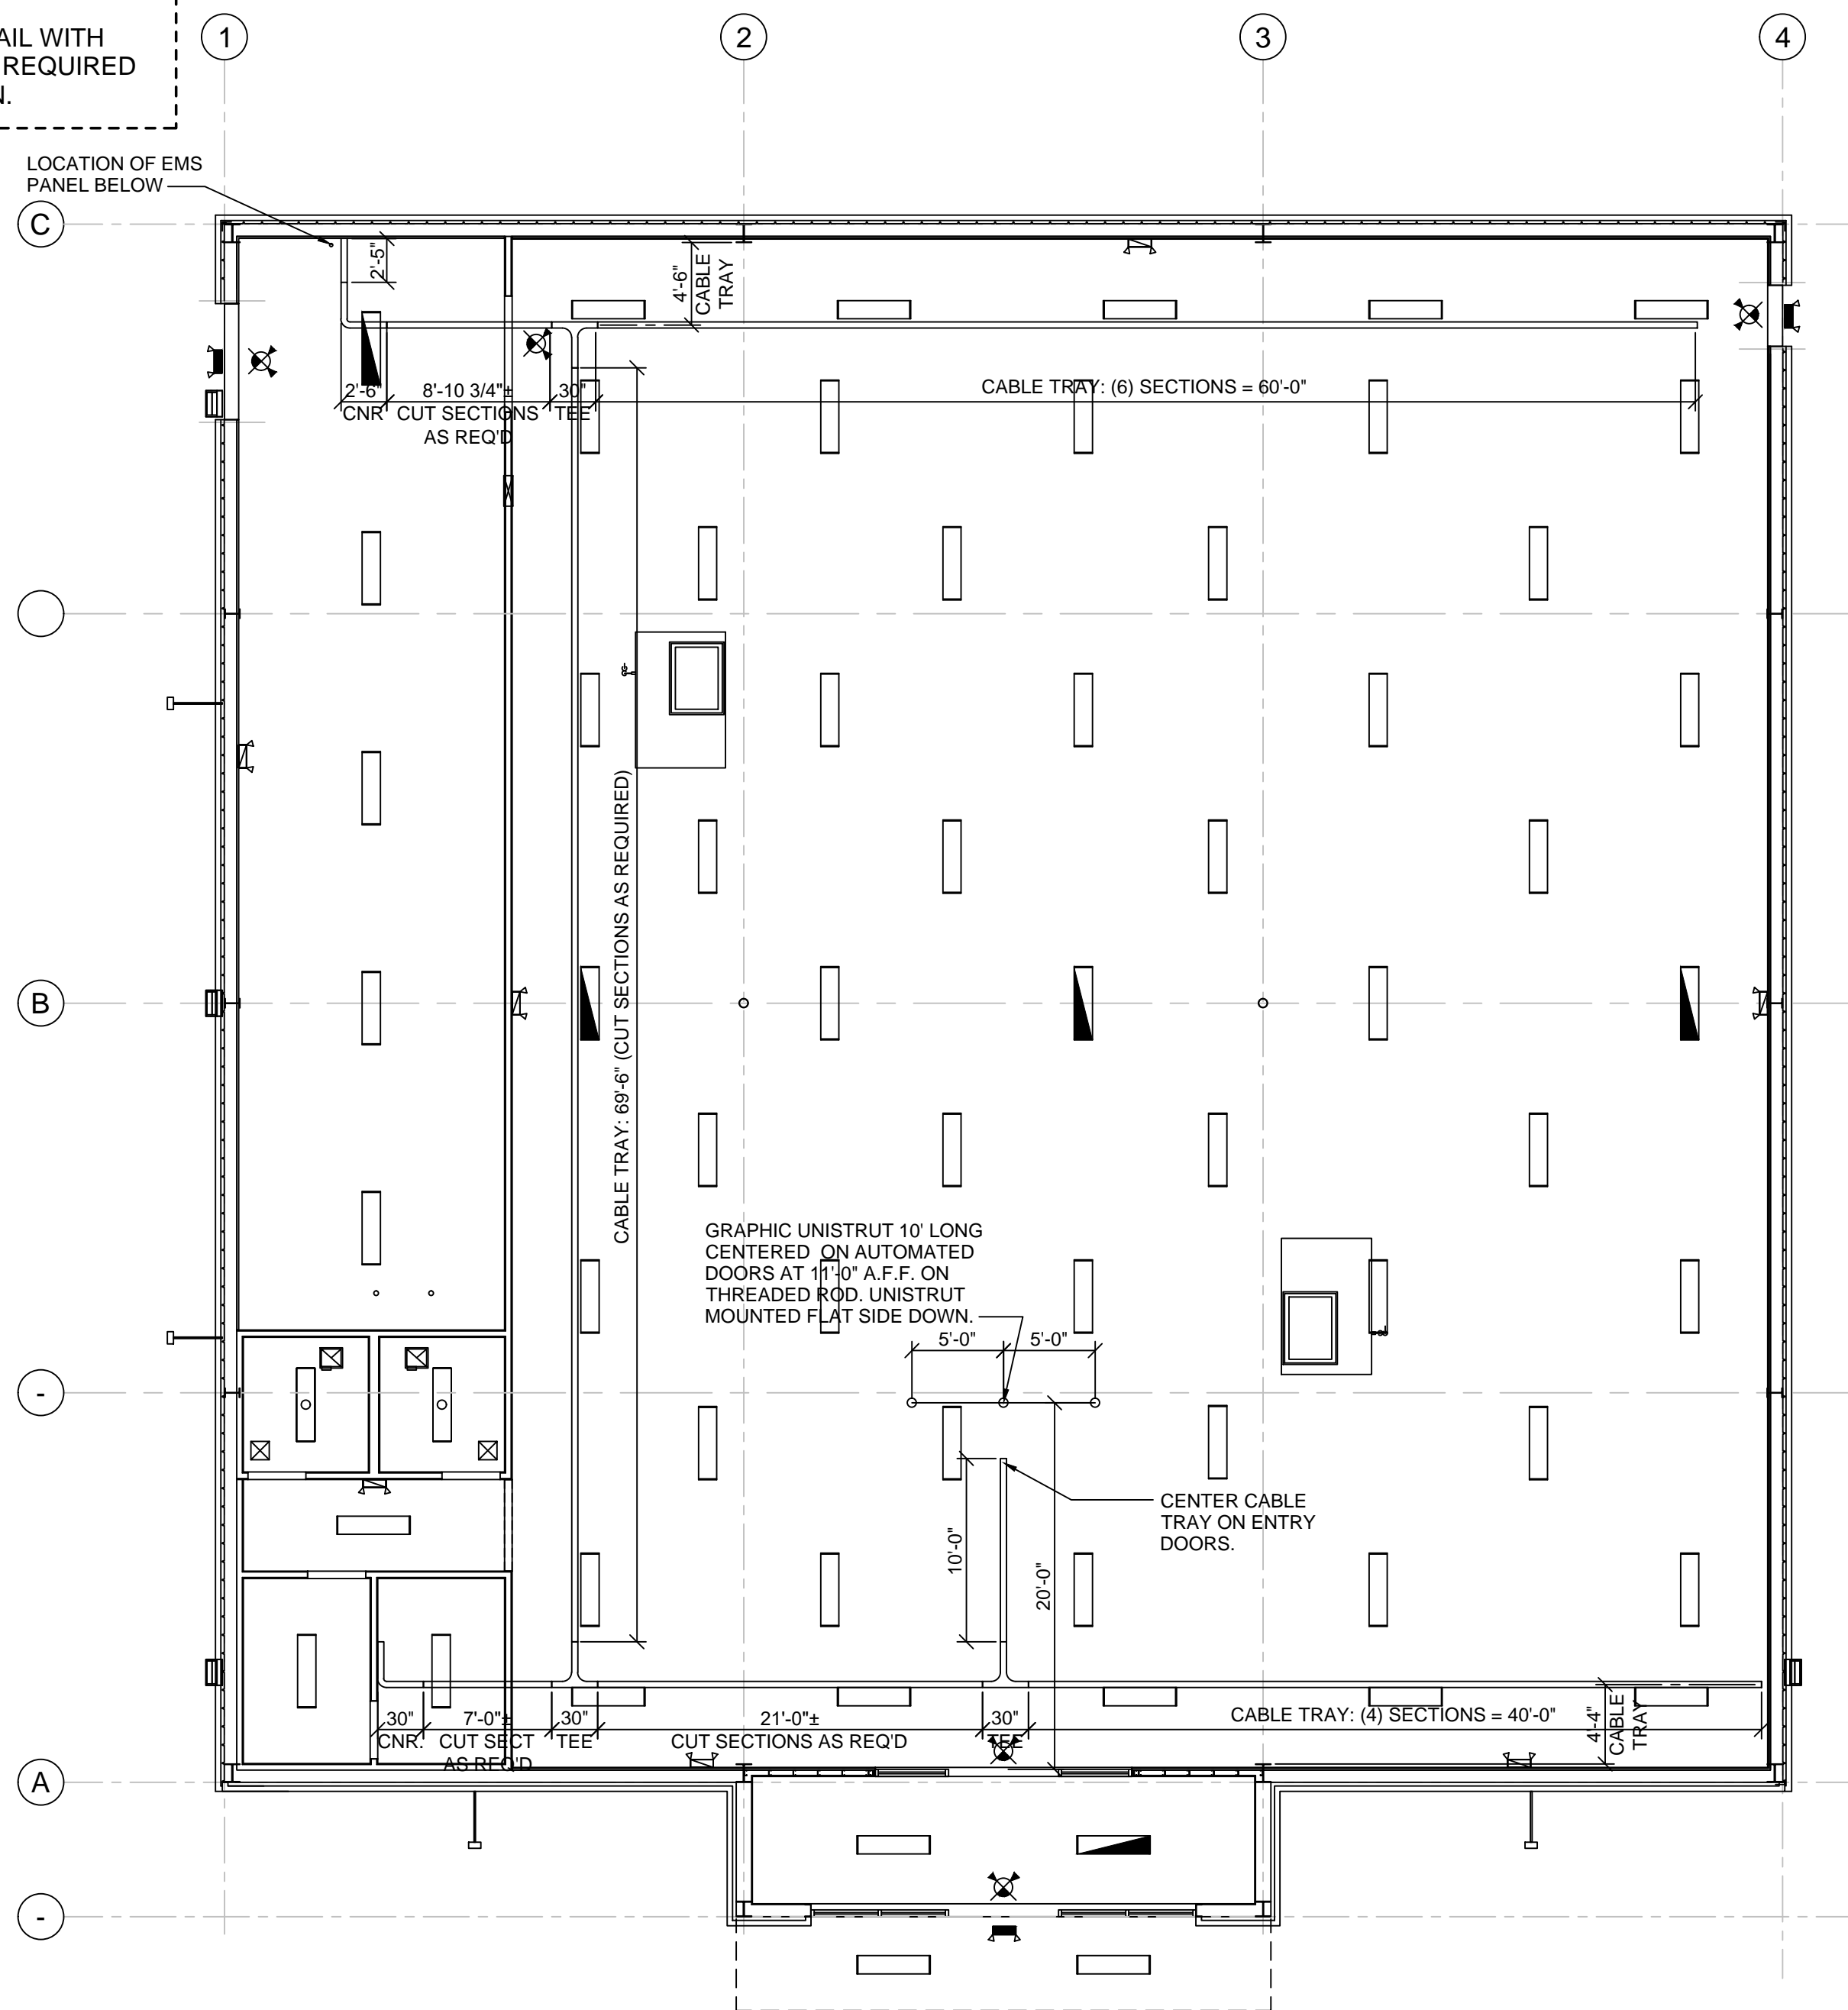 AIL WITH
REQUIRED
N.
1
2
3
4
LOCATION OF EMS
PANEL BELOW
C
2'-5"
4'-6"
CABLE
TRAY
2'-6"
8'-10 3/4"±
30"
CNR
CUT SECTIONS
TEE
AS REQ'D
CABLE TRAY: (6) SECTIONS = 60'-0"
CABLE TRAY: 69'-6" (CUT SECTIONS AS REQUIRED)
B
GRAPHIC UNISTRUT 10' LONG
CENTERED ON AUTOMATED
DOORS AT 11'-0" A.F.F. ON
THREADED ROD. UNISTRUT
MOUNTED FLAT SIDE DOWN.
5'-0"
5'-0"
-
CENTER CABLE
TRAY ON ENTRY
DOORS.
10'-0"
20'-0"
30"
7'-0"±
30"
21'-0"±
30"
CABLE TRAY: (4) SECTIONS = 40'-0"
CNR.
CUT SECT
TEE
CUT SECTIONS AS REQ'D
TEE
AS REQ'D
4'-4"
CABLE
TRAY
A
-